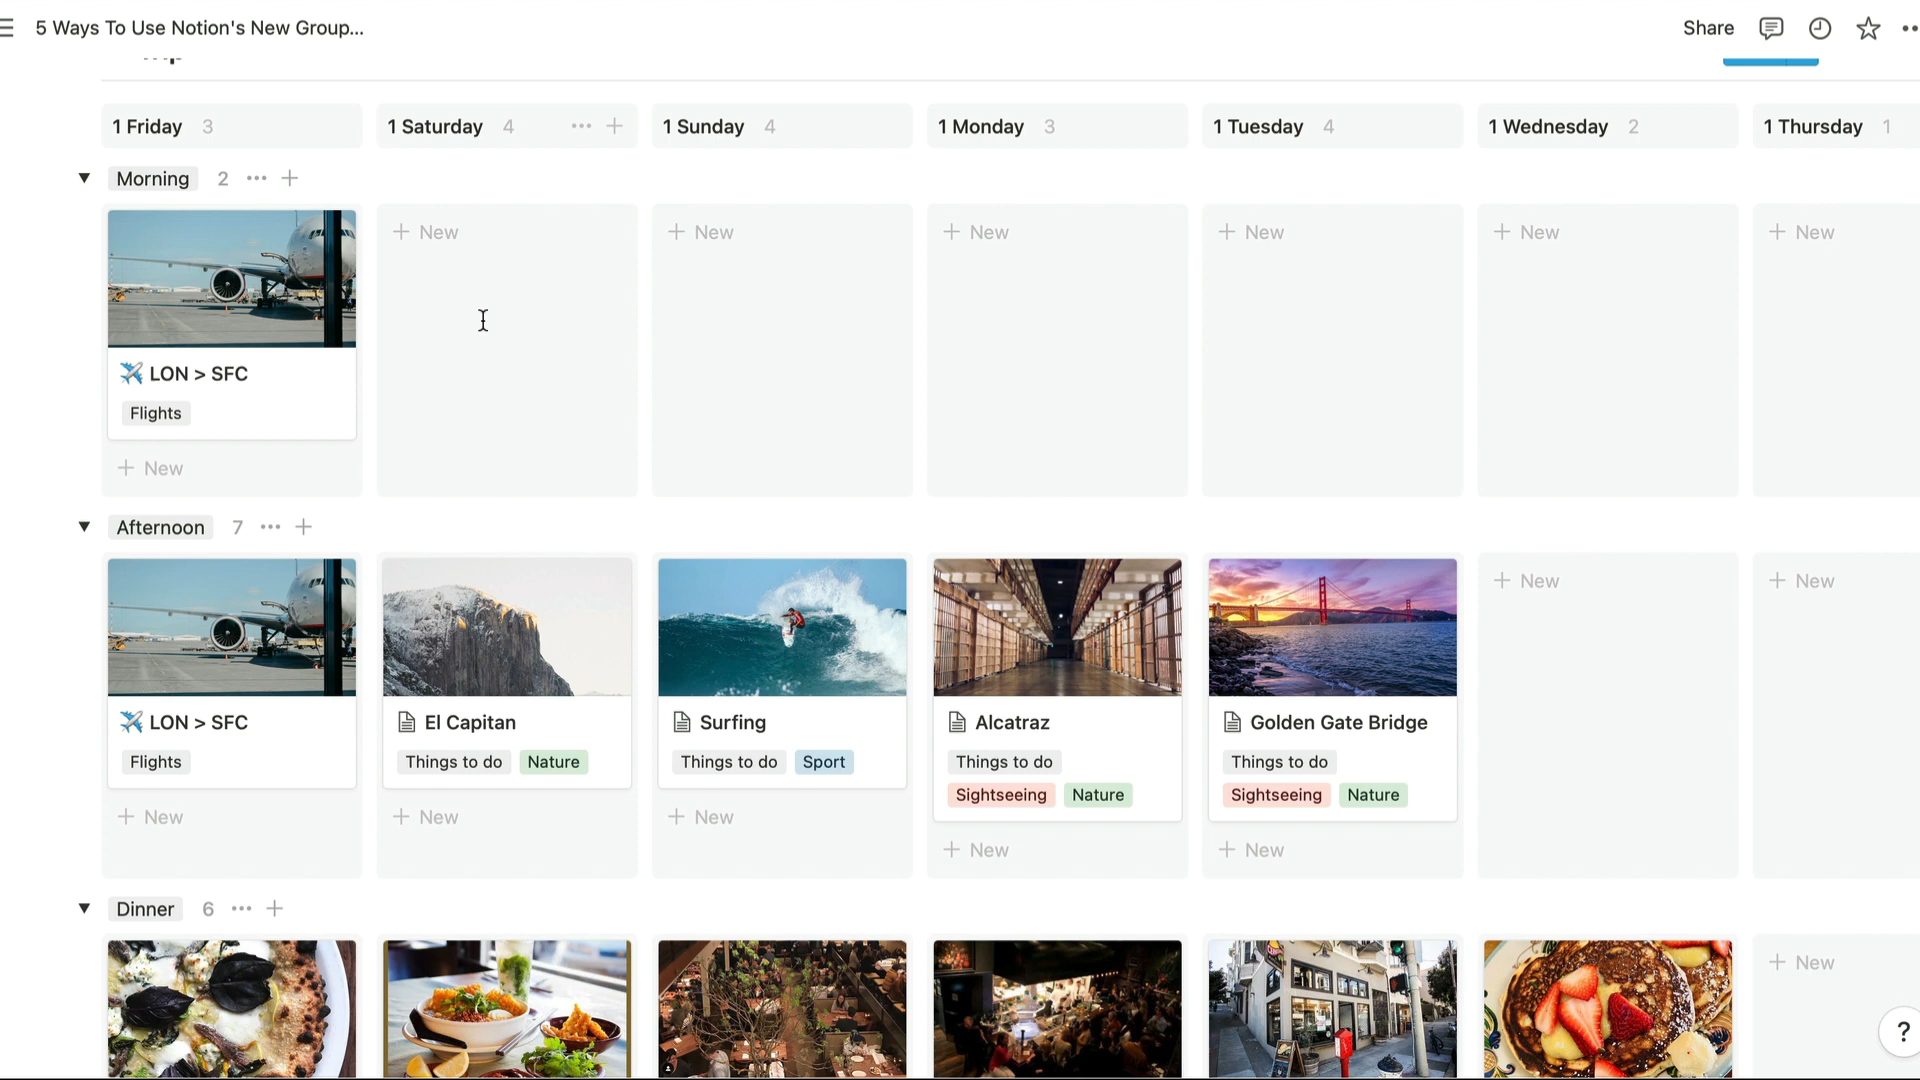 5 Ways To Use Notion's New Group...
Share
1 Friday 3
1 Saturday 4
1 Sunday 4
1 Monday 3
1 Tuesday 4
1 Wednesday 2
1 Thursday 1
Morning 2
LON > SFC
Flights
+ New
+ New
+ New
+ New
+ New
+ New
+ New
Afternoon 7
LON > SFC
Flights
+ New
El Capitan
Things to do Nature
+ New
Surfing
Things to do Sport
+ New
Alcatraz
Things to do
Sightseeing Nature
+ New
Golden Gate Bridge
Things to do
Sightseeing Nature
+ New
+ New
+ New
Dinner 6
+ New
?